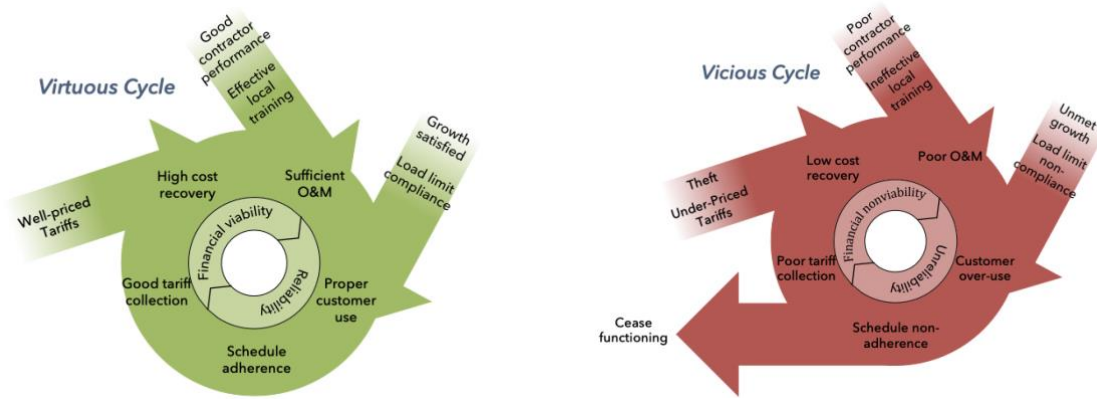 Virtuous Cycle
Good
contractor
performance
Effective
local
training
Growth
satisfied
Load limit
compliance
Well-priced
Tariffs
High cost
recovery
Sufficient
O&M
Financial viability
Reliability
Good tariff
collection
Proper
customer
use
Schedule
adherence
Vicious Cycle
Poor
contractor
performance
Ineffective
local
training
Unmet
growth
Load limit
non-
compliance
Theft
Under-Priced
Tariffs
Low cost
recovery
Poor O&M
Financial nonviability
Unreliability
Poor tariff
collection
Customer
over-use
Schedule non-
adherence
Cease
functioning